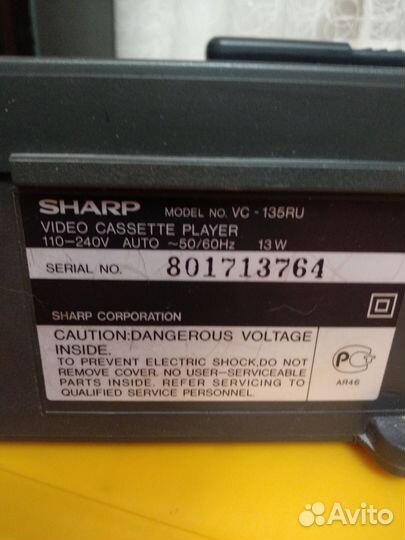 SHARP MODEL NO. VC-135RU
VIDEO CASSETTE PLAYER
110-240V AUTO ~50/60Hz 13W
SERIAL NO. 801713764
SHARP CORPORATION
CAUTION:DANGEROUS VOLTAGE
INSIDE.
TO PREVENT ELECTRIC SHOCK,DO NOT
REMOVE COVER. NO USER-SERVICEABLE
PARTS INSIDE. REFER SERVICING TO
QUALIFIED SERVICE PERSONNEL.
РСТ
АЯ46
Avito